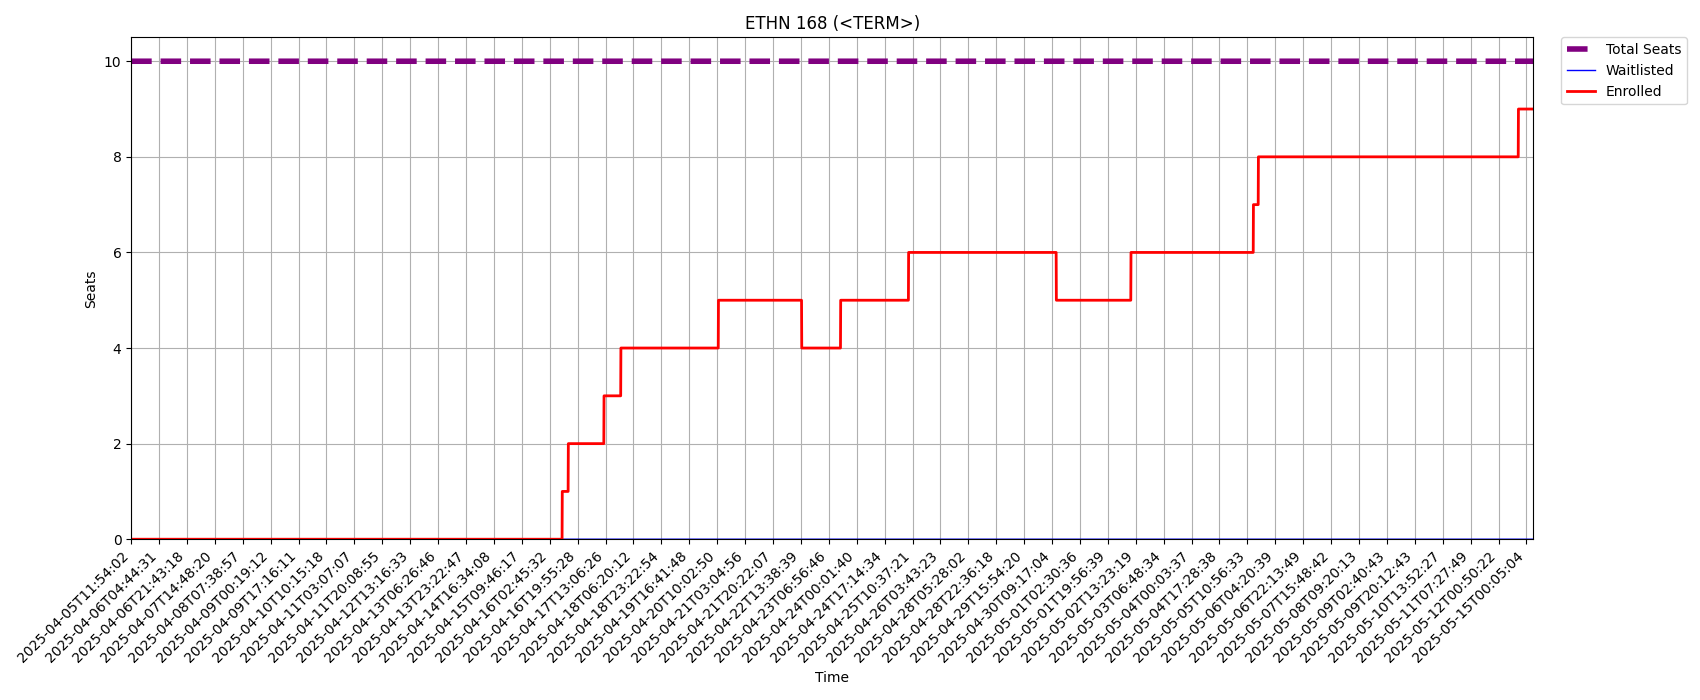 ETHN 168 (<TERM>)
Total Seats
Waitlisted
Enrolled
Seats
10
8
6
4
2
0
2025-04-05T11:54:02
2025-04-06T04:44:31
2025-04-06T21:43:18
2025-04-07T14:48:20
2025-04-08T07:38:57
2025-04-09T00:19:12
2025-04-09T17:16:11
2025-04-10T10:15:18
2025-04-11T03:07:07
2025-04-11T20:08:55
2025-04-12T13:16:33
2025-04-13T06:26:46
2025-04-13T23:22:47
2025-04-14T16:34:08
2025-04-15T09:46:17
2025-04-16T02:45:32
2025-04-16T19:55:28
2025-04-17T13:06:26
2025-04-18T06:20:12
2025-04-18T23:22:54
2025-04-19T16:41:48
2025-04-20T10:02:50
2025-04-21T03:04:56
2025-04-21T20:22:07
2025-04-22T13:38:39
2025-04-23T06:56:46
2025-04-24T00:01:40
2025-04-24T17:14:34
2025-04-25T10:37:21
2025-04-26T03:43:23
2025-04-28T05:28:02
2025-04-28T22:36:18
2025-04-29T15:54:20
2025-04-30T09:17:04
2025-05-01T02:30:36
2025-05-01T19:56:39
2025-05-02T13:23:19
2025-05-03T06:48:34
2025-05-04T00:03:37
2025-05-04T17:28:38
2025-05-05T10:56:33
2025-05-06T04:20:39
2025-05-06T22:13:49
2025-05-07T15:48:42
2025-05-08T09:20:13
2025-05-09T02:40:43
2025-05-09T20:12:43
2025-05-10T13:52:27
2025-05-11T07:27:49
2025-05-12T00:50:22
2025-05-15T00:05:04
Time